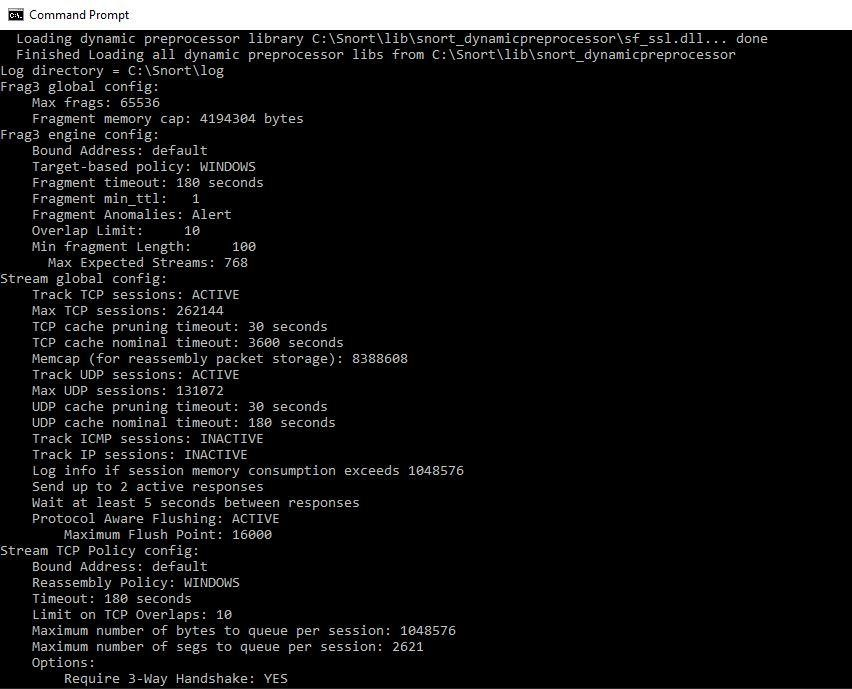 Command Prompt
Loading dynamic preprocessor library C:\Snort\lib\snort_dynamicpreprocessor\sf_ssl.dll... done
Finished Loading all dynamic preprocessor libs from C:\Snort\lib\snort_dynamicpreprocessor
Log directory = C:\Snort\log
Frag3 global config:
Max frags: 65536
Fragment memory cap: 4194304 bytes
Frag3 engine config:
Bound Address: default
Target-based policy: WINDOWS
Fragment timeout: 180 seconds
Fragment min_ttl:   1
Fragment Anomalies: Alert
Overlap Limit:     10
Min fragment Length:     100
Max Expected Streams: 768
Stream global config:
Track TCP sessions: ACTIVE
Max TCP sessions: 262144
TCP cache pruning timeout: 30 seconds
TCP cache nominal timeout: 3600 seconds
Memcap (for reassembly packet storage): 8388608
Track UDP sessions: ACTIVE
Max UDP sessions: 131072
UDP cache pruning timeout: 30 seconds
UDP cache nominal timeout: 180 seconds
Track ICMP sessions: INACTIVE
Track IP sessions: INACTIVE
Log info if session memory consumption exceeds 1048576
Send up to 2 active responses
Wait at least 5 seconds between responses
Protocol Aware Flushing: ACTIVE
Maximum Flush Point: 16000
Stream TCP Policy config:
Bound Address: default
Reassembly Policy: WINDOWS
Timeout: 180 seconds
Limit on TCP Overlaps: 10
Maximum number of bytes to queue per session: 1048576
Maximum number of segs to queue per session: 2621
Options:
Require 3-Way Handshake: YES